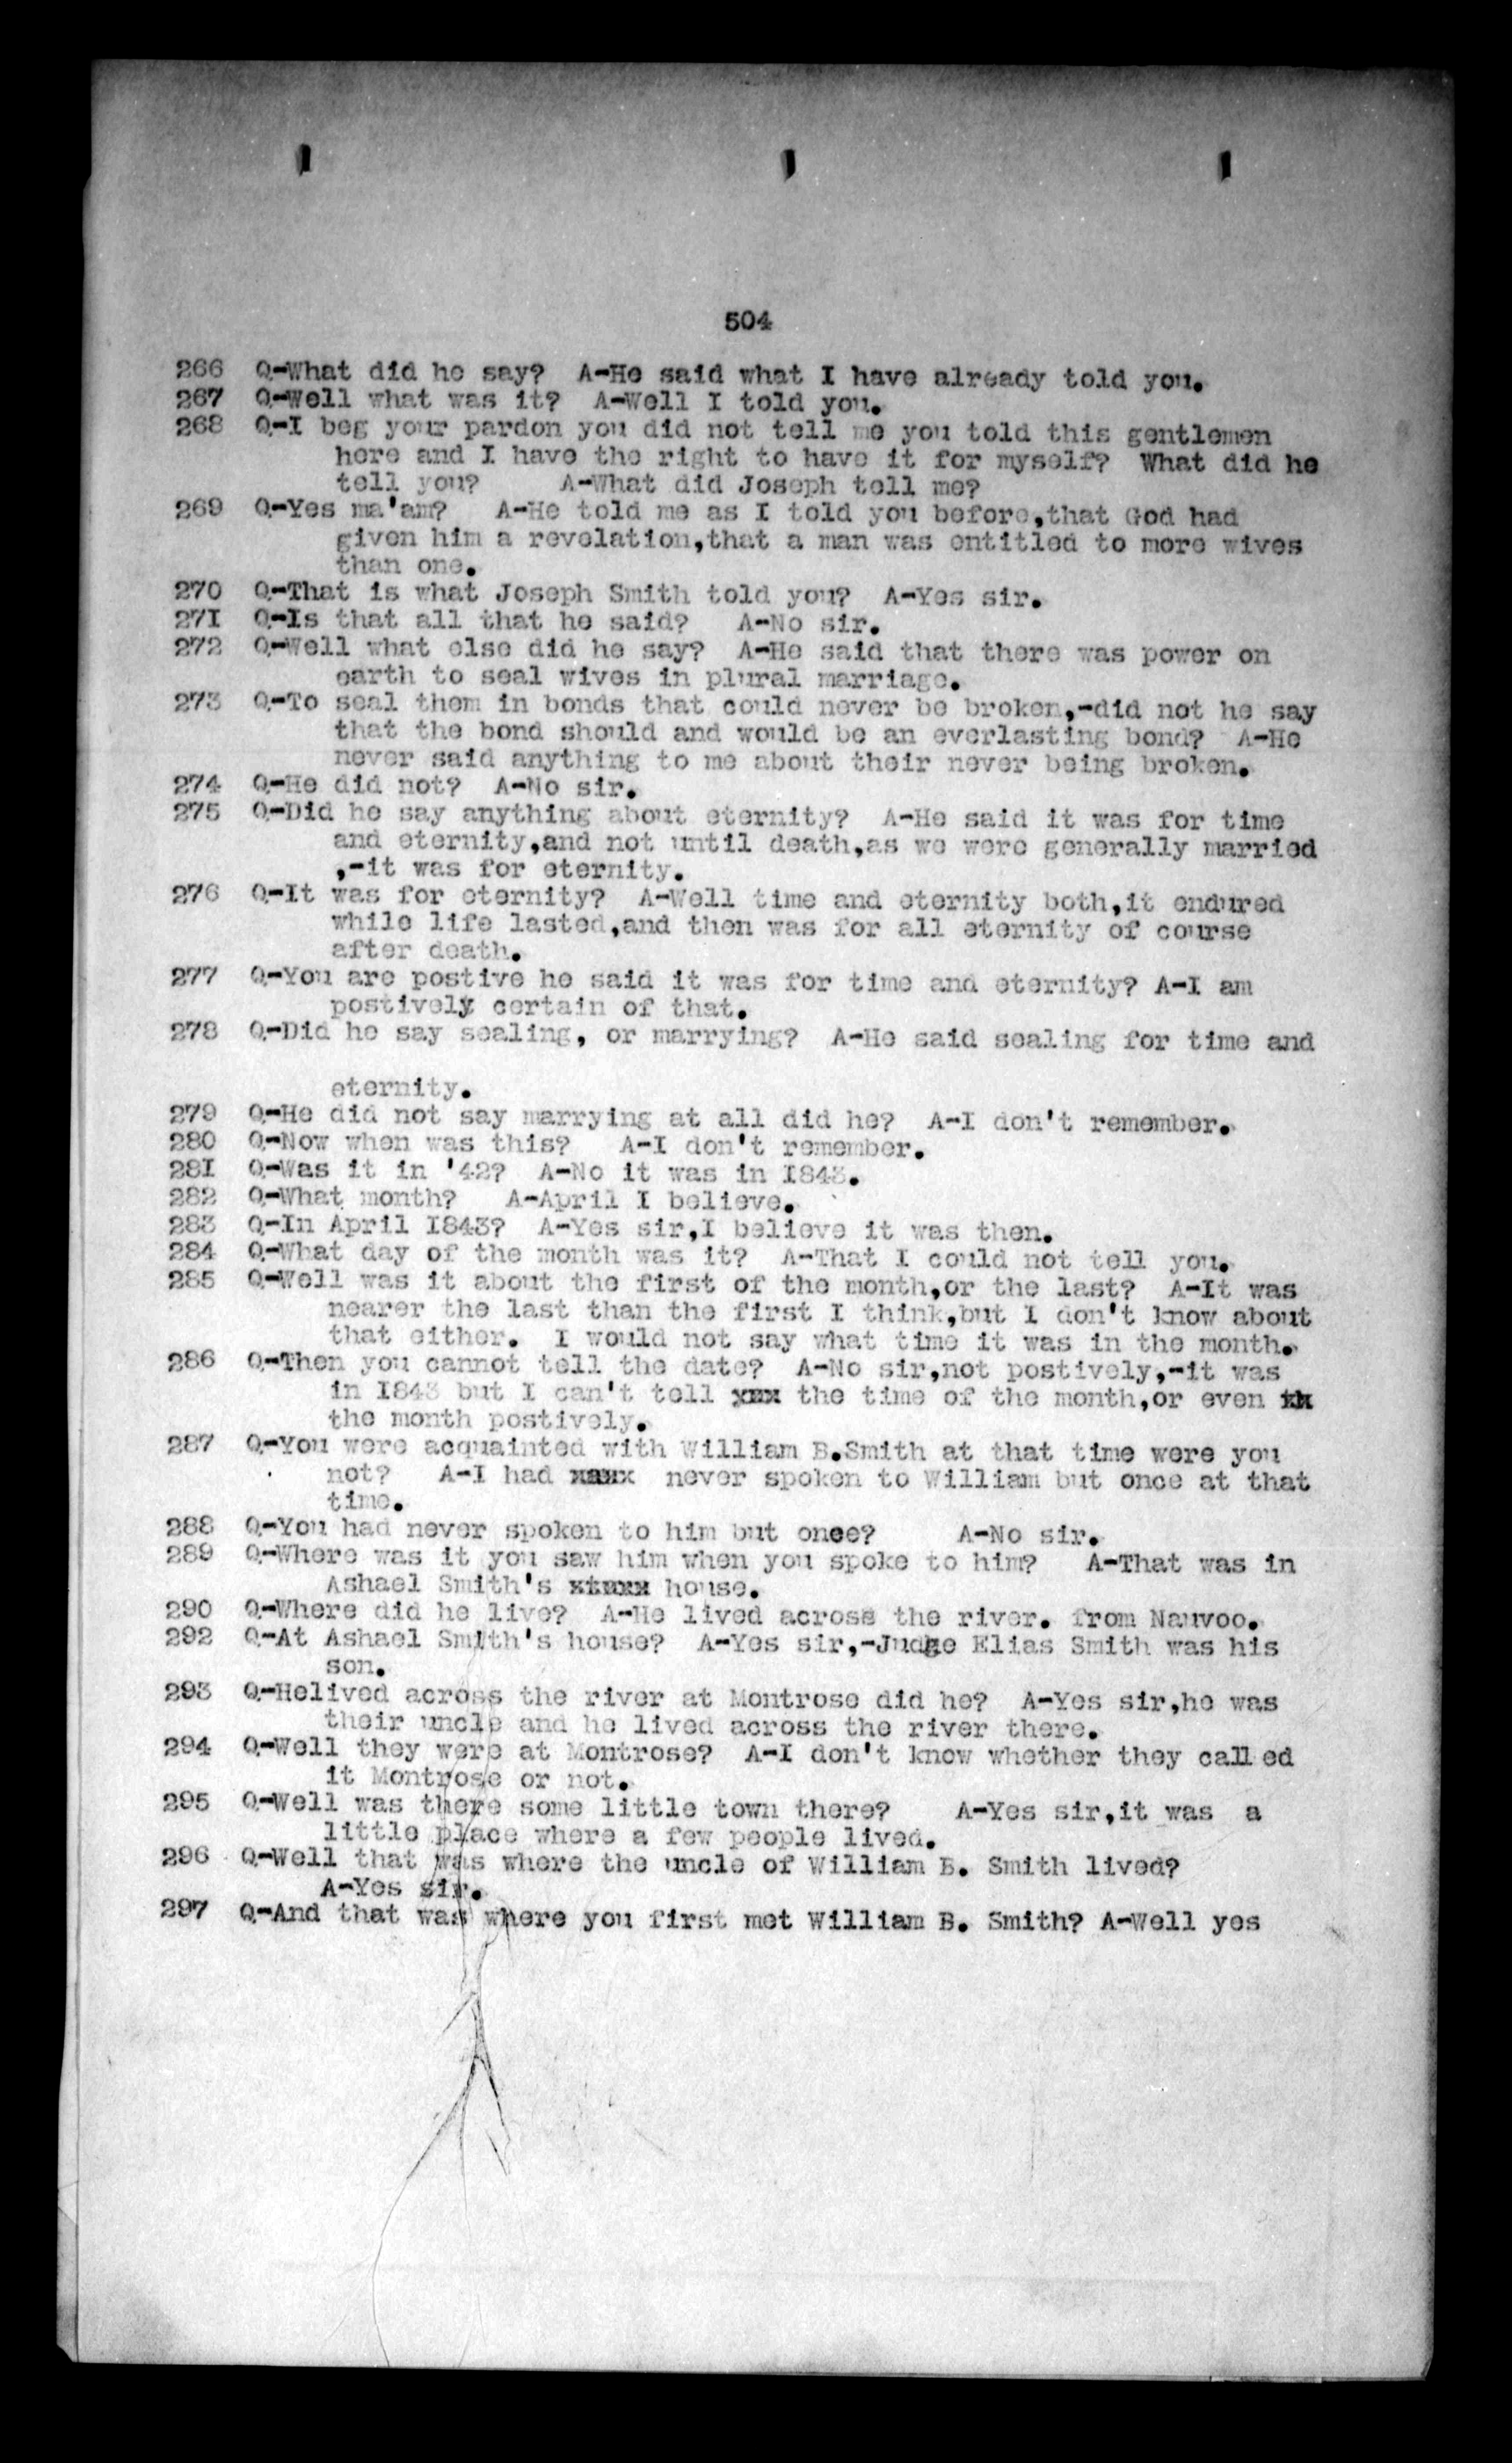 504
266 Q-What did he say? A-He said what I have already told you.
267 Q-Well what was it? A-Well I told you.
268 Q-I beg your pardon you did not tell me you told this gentlemen
here and I have the right to have it for myself? What did he
tell you? A-What did Joseph tell me?
269 Q-Yes ma'am? A-He told me as I told you before,that God had
given him a revelation,that a man was entitled to more wives
than one.
270 Q-That is what Joseph Smith told you? A-Yes sir.
271 Q-Is that all that he said? A-No sir.
272 Q-Well what else did he say? A-He said that there was power on
earth to seal wives in plural marriage.
273 Q-To seal them in bonds that could never be broken,-did not he say
that the bond should and would be an everlasting bond? A-He
never said anything to me about their never being broken.
274 Q-He did not? A-No sir.
275 Q-Did he say anything about eternity? A-He said it was for time
and eternity,and not until death,as we were generally married
,-it was for eternity.
276 Q-It was for eternity? A-Well time and eternity both,it endured
while life lasted,and then was for all eternity of course
after death.
277 Q-You are postive he said it was for time and eternity? A-I am
postively certain of that.
278 Q-Did he say sealing, or marrying? A-He said sealing for time and
eternity.
279 Q-He did not say marrying at all did he? A-I don't remember.
280 Q-Now when was this? A-I don't remember.
281 Q-Was it in '42? A-No it was in 1843.
282 Q-What month? A-April I believe.
283 Q-In April 1843? A-Yes sir,I believe it was then.
284 Q-What day of the month was it? A-That I could not tell you.
285 Q-Well was it about the first of the month,or the last? A-It was
nearer the last than the first I think,but I don't know about
that either. I would not say what time it was in the month.
286 Q-Then you cannot tell the date? A-No sir,not postively,-it was
in 1843 but I can't tell xxx the time of the month,or even xx
the month postively.
287 Q-You were acquainted with William B.Smith at that time were you
not? A-I had xxxx never spoken to William but once at that
time.
288 Q-You had never spoken to him but once? A-No sir.
289 Q-Where was it you saw him when you spoke to him? A-That was in
Ashael Smith's xxxxx house.
290 Q-Where did he live? A-He lived across the river. from Nauvoo.
292 Q-At Ashael Smith's house? A-Yes sir,-Judge Elias Smith was his
son.
293 Q-Helived across the river at Montrose did he? A-Yes sir,he was
their uncle and he lived across the river there.
294 Q-Well they were at Montrose? A-I don't know whether they called
it Montrose or not.
295 Q-Well was there some little town there? A-Yes sir,it was a
little place where a few people lived.
296 Q-Well that was where the uncle of William B. Smith lived?
A-Yes sir.
297 Q-And that was where you first met William B. Smith? A-Well yes